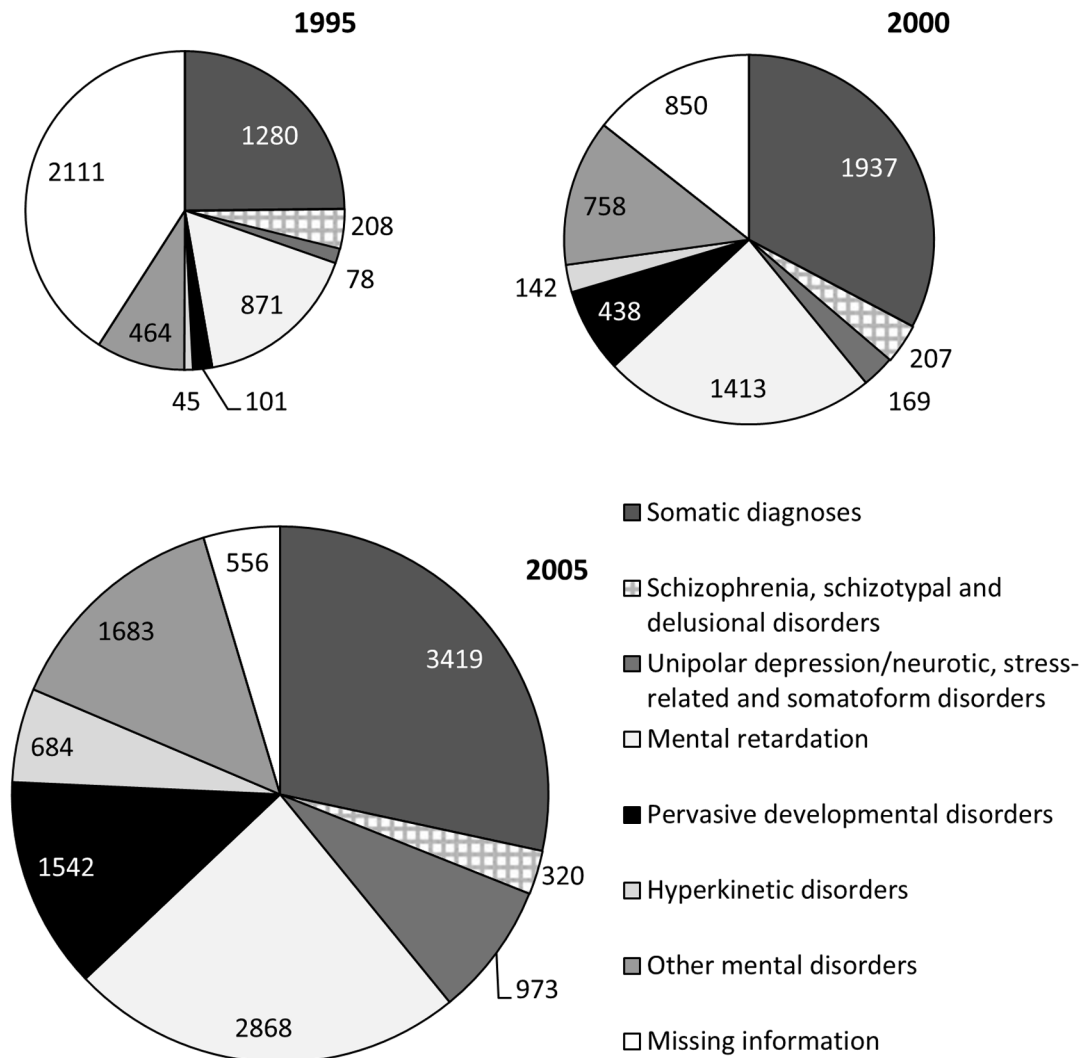 1995
1280
208
78
871
101
45
464
2111
2000
1937
207
169
1413
438
142
758
850
2005
3419
320
973
2868
1542
684
1683
556
Somatic diagnoses
Schizophrenia, schizotypal and
delusional disorders
Unipolar depression/neurotic, stress-
related and somatoform disorders
Mental retardation
Pervasive developmental disorders
Hyperkinetic disorders
Other mental disorders
Missing information